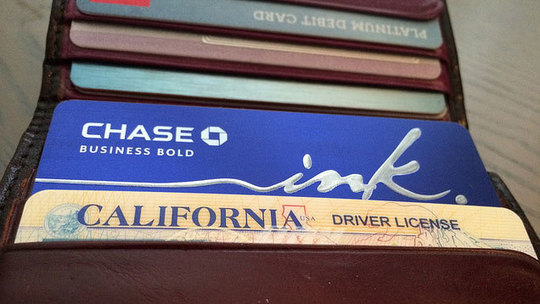 PLATINUM DEBIT CARD
CHASE
BUSINESS BOLD
ink.
CALIFORNIA USA DRIVER LICENSE